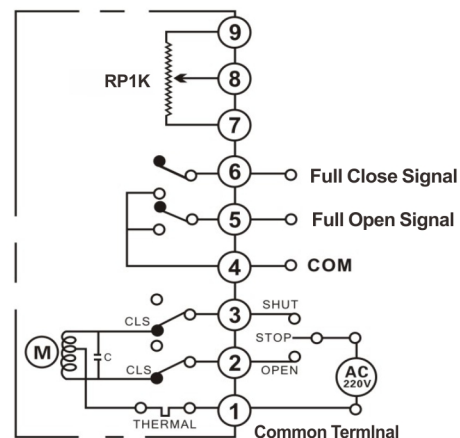 9
RP1K
8
7
6
Full Close Signal
5
Full Open Signal
4
COM
3
SHUT
CLS
STOP
M
C
AC
220V
CLS
2
OPEN
1
THERMAL
Common TermInal